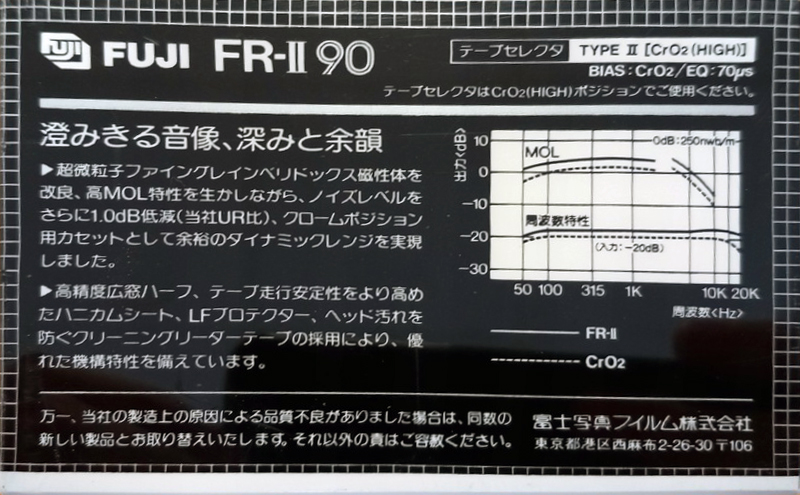 FUJI FUJI FR-II 90
テープセレクタ TYPE II [CrO2(HIGH)]
BIAS:CrO2/EQ:70μs
テープセレクタはCrO2(HIGH)ポジションでご使用ください。
澄みきる音像、深みと余韻
▶超微粒子ファイングレインベリドックス磁性体を
改良、高MOL特性を生かしながら、ノイズレベルを
さらに1.0dB低減(当社UR比)、クロームポジション
用カセットとして余裕のダイナミックレンジを実現
しました。
▶高精度広窓ハーフ、テープ走行安定性をより高め
たハニカムシート、LFプロテクター、ヘッド汚れを
防ぐクリーニングリーダーテープの採用により、優
れた機構特性を備えています。
出力<dB>
10
0
-10
-20
-30
0dB:250nwb/m
MOL
周波数特性
(入力:-20dB)
50 100 315 1K 10K 20K
周波数<Hz>
FR-II
CrO2
万一、当社の製造上の原因による品質不良がありました場合は、同数の
新しい製品とお取り替えいたします。それ以外の責はご容赦ください。
富士写真フイルム株式会社
東京都港区西麻布2-26-30 〒106